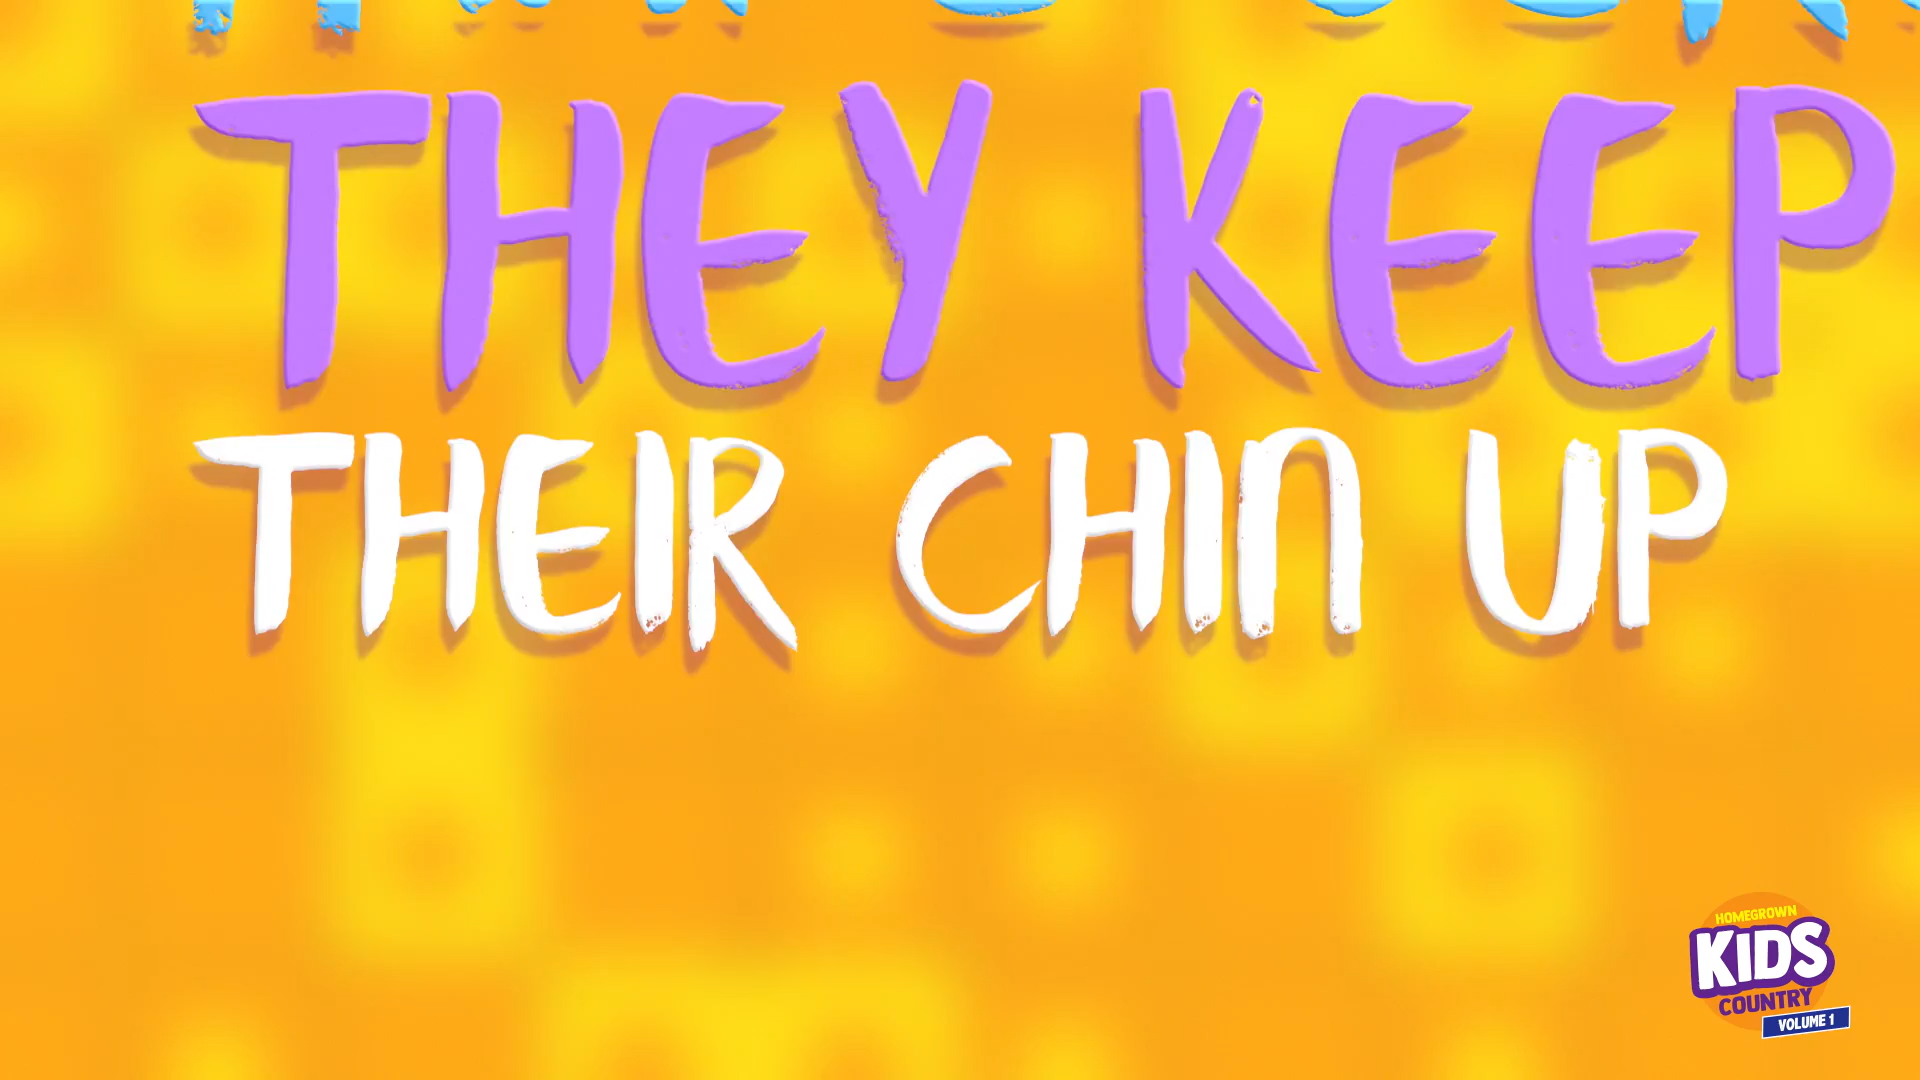 THEY KEEP
THEIR CHIN UP
HOMEGROWN
KIDS
COUNTRY
VOLUME 1